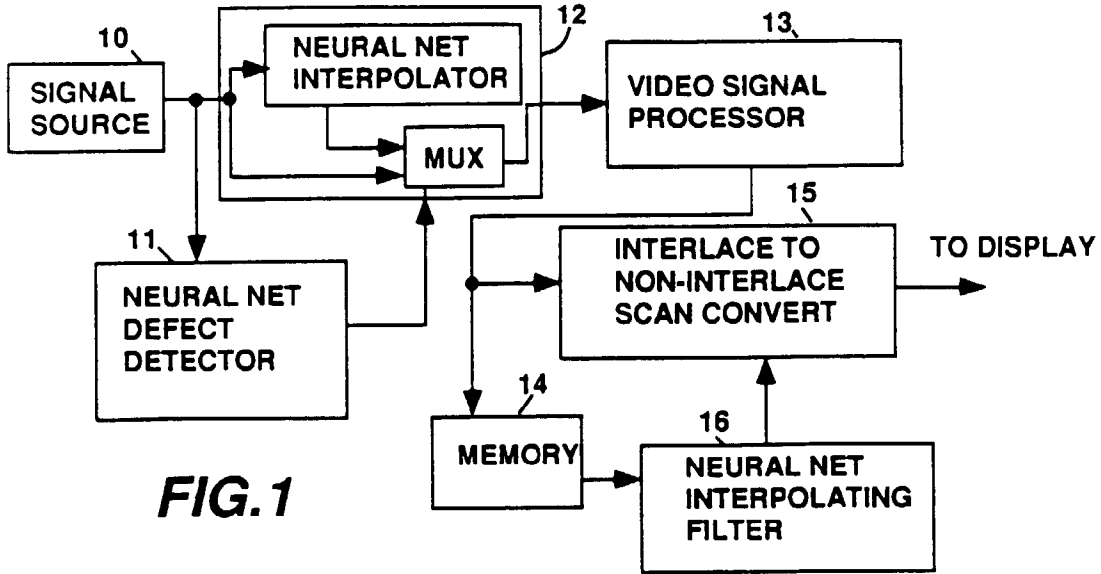 10
SIGNAL
SOURCE
12
NEURAL NET
INTERPOLATOR
MUX
13
VIDEO SIGNAL
PROCESSOR
11
NEURAL NET
DEFECT
DETECTOR
15
INTERLACE TO
NON-INTERLACE
SCAN CONVERT
TO DISPLAY
14
MEMORY
16
NEURAL NET
INTERPOLATING
FILTER
FIG.1